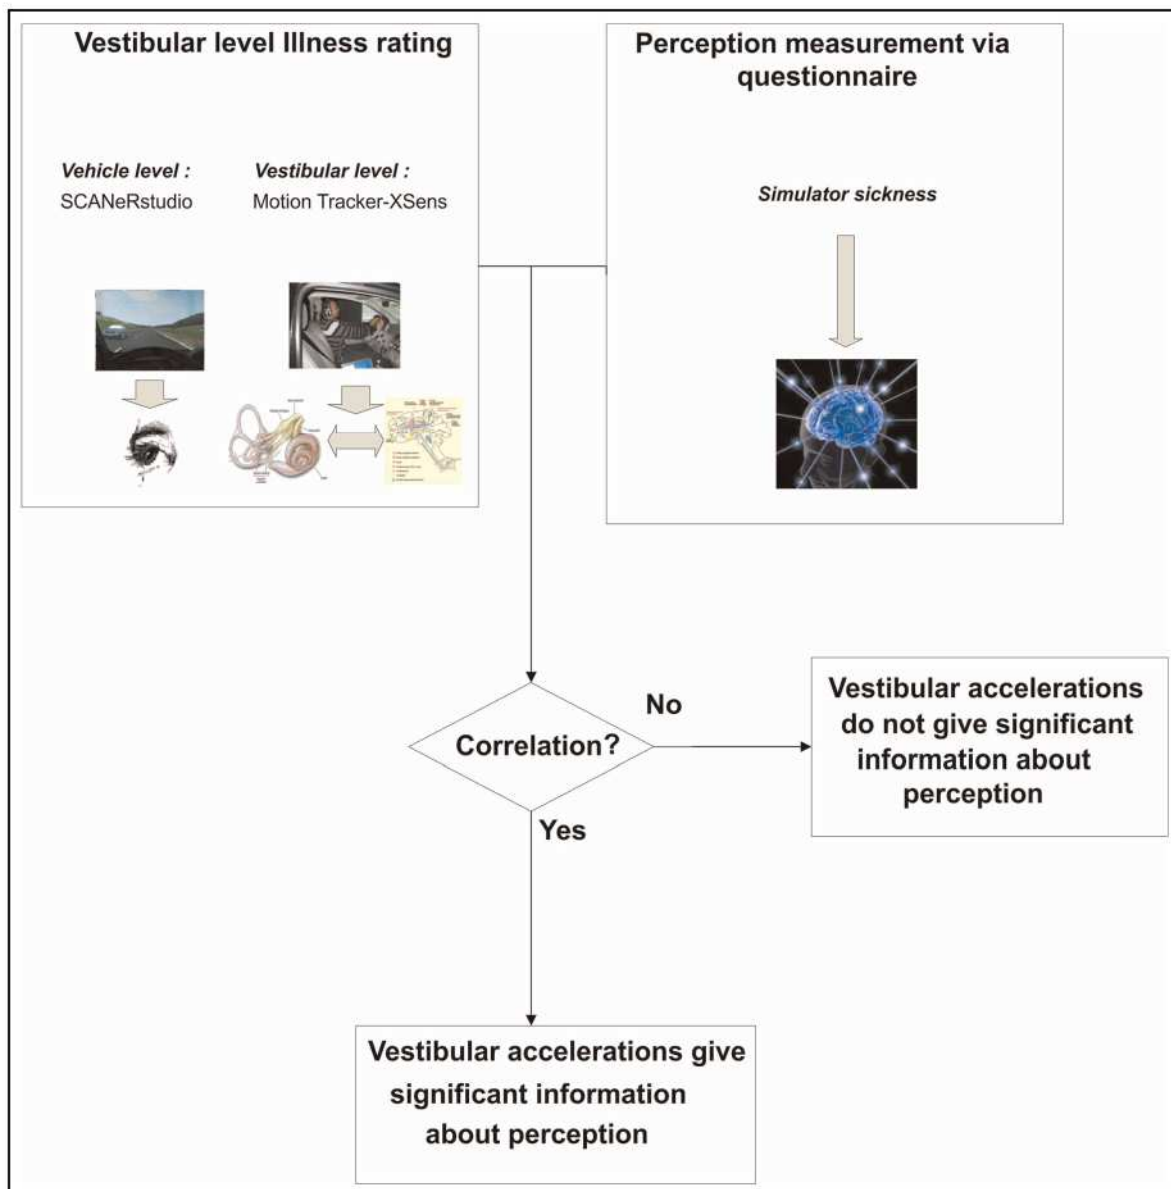 Vestibular level Illness rating
Vehicle level :
SCANeRstudio
Vestibular level :
Motion Tracker-XSens
Perception measurement via
questionnaire
Simulator sickness
Correlation?
No
Vestibular accelerations
do not give significant
information about
perception
Yes
Vestibular accelerations give
significant information
about perception